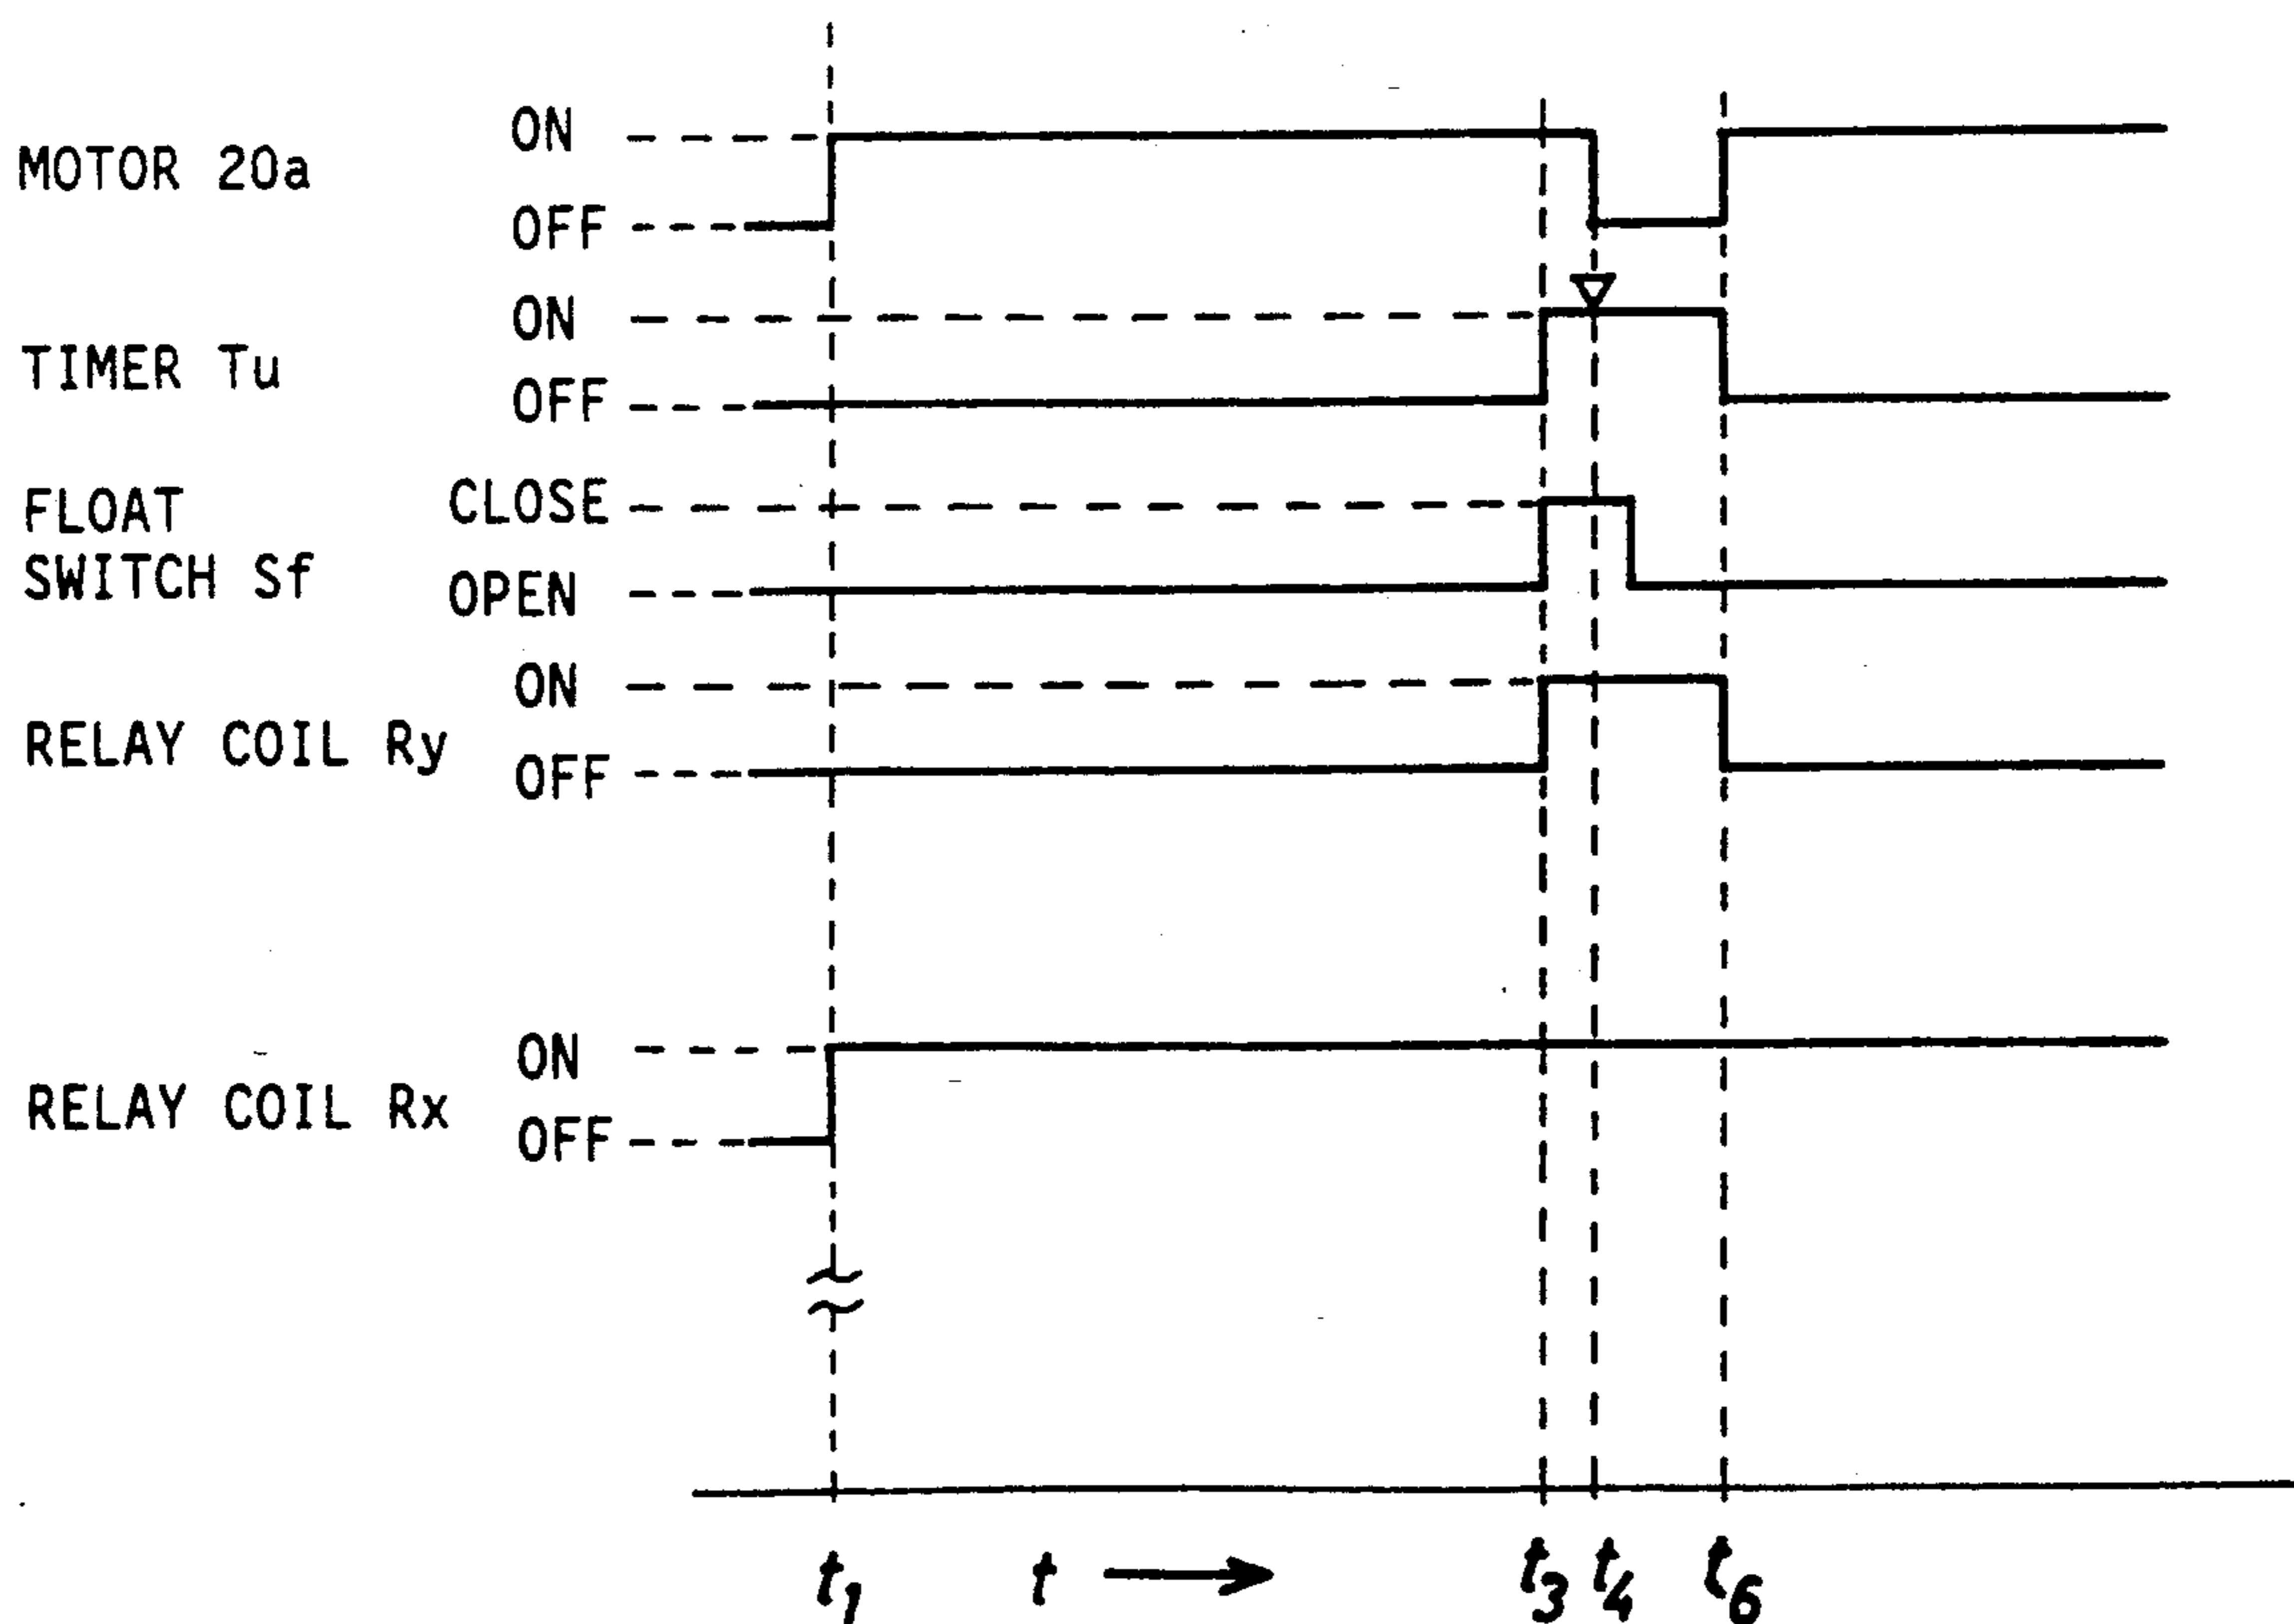 MOTOR 20a
ON
OFF
TIMER Tu
ON
OFF
FLOAT
SWITCH Sf
CLOSE
OPEN
RELAY COIL Ry
ON
OFF
RELAY COIL Rx
ON
OFF
t1 t t3 t4 t6